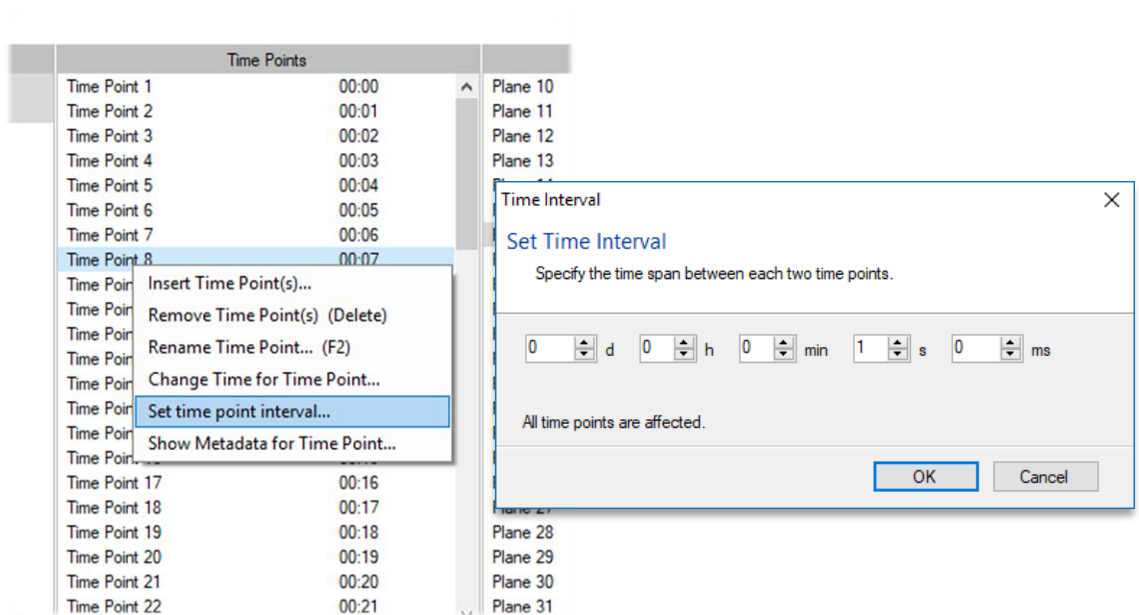 Time Points
Time Point 1 00:00 Plane 10
Time Point 2 00:01 Plane 11
Time Point 3 00:02 Plane 12
Time Point 4 00:03 Plane 13
Time Point 5 00:04
Time Point 6 00:05
Time Point 7 00:06
Time Point 8 00:07
Time Point 17 00:16
Time Point 18 00:17
Time Point 19 00:18 Plane 28
Time Point 20 00:19 Plane 29
Time Point 21 00:20 Plane 30
Time Point 22 00:21 Plane 31
Insert Time Point(s)...
Remove Time Point(s) (Delete)
Rename Time Point... (F2)
Change Time for Time Point...
Set time point interval...
Show Metadata for Time Point...
Time Interval
Set Time Interval
Specify the time span between each two time points.
0 d 0 h 0 min 1 s 0 ms
All time points are affected.
OK Cancel